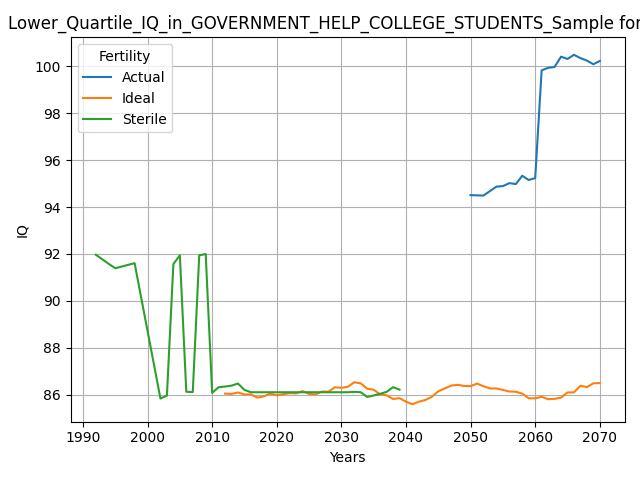 Lower_Quartile_IQ_in_GOVERNMENT_HELP_COLLEGE_STUDENTS_Sample for
Fertility
Actual
Ideal
Sterile
IQ
100
98
96
94
92
90
88
86
1990 2000 2010 2020 2030 2040 2050 2060 2070
Years